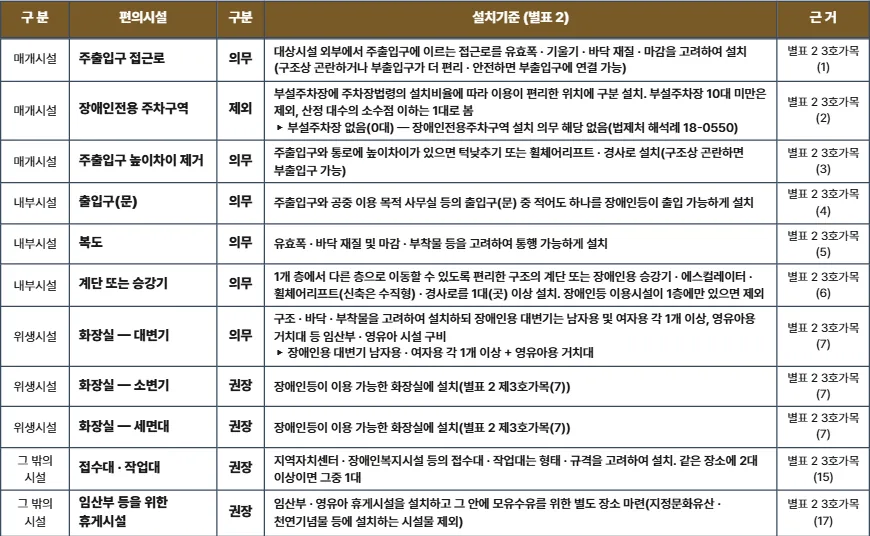 구 분 편의시설 구분 설치기준 (별표 2) 근 거
매개시설 주출입구 접근로 의무 대상시설 외부에서 주출입구에 이르는 접근로를 유효폭 · 기울기 · 바닥 재질 · 마감을 고려하여 설치
(구조상 곤란하거나 부출입구가 더 편리 · 안전하면 부출입구에 연결 가능)
별표 2 3호가목
(1)
매개시설 장애인전용 주차구역 제외 부설주차장에 주차장법령의 설치비율에 따라 이용이 편리한 위치에 구분 설치. 부설주차장 10대 미만은
제외, 산정 대수의 소수점 이하는 1대로 봄
▶ 부설주차장 없음(0대) — 장애인전용주차구역 설치 의무 해당 없음(법제처 해석례 18-0550)
별표 2 3호가목
(2)
매개시설 주출입구 높이차이 제거 의무 주출입구와 통로에 높이차이가 있으면 턱낮추기 또는 휠체어리프트 · 경사로 설치(구조상 곤란하면
부출입구 가능)
별표 2 3호가목
(3)
내부시설 출입구(문) 의무 주출입구와 공중 이용 목적 사무실 등의 출입구(문) 중 적어도 하나를 장애인등이 출입 가능하게 설치
별표 2 3호가목
(4)
내부시설 복도 의무 유효폭 · 바닥 재질 및 마감 · 부착물 등을 고려하여 통행 가능하게 설치
별표 2 3호가목
(5)
내부시설 계단 또는 승강기 의무 1개 층에서 다른 층으로 이동할 수 있도록 편리한 구조의 계단 또는 장애인용 승강기 · 에스컬레이터 ·
휠체어리프트(신축은 수직형) · 경사로를 1대(곳) 이상 설치. 장애인등 이용시설이 1층에만 있으면 제외
별표 2 3호가목
(6)
위생시설 화장실 — 대변기 의무 구조 · 바닥 · 부착물을 고려하여 설치하되 장애인용 대변기는 남자용 및 여자용 각 1개 이상, 영유아용
거치대 등 임산부 · 영유아 시설 구비
▶ 장애인용 대변기 남자용 · 여자용 각 1개 이상 + 영유아용 거치대
별표 2 3호가목
(7)
위생시설 화장실 — 소변기 권장 장애인등이 이용 가능한 화장실에 설치(별표 2 제3호가목(7))
별표 2 3호가목
(7)
위생시설 화장실 — 세면대 권장 장애인등이 이용 가능한 화장실에 설치(별표 2 제3호가목(7))
별표 2 3호가목
(7)
그 밖의
시설
접수대 · 작업대 권장 지역자치센터 · 장애인복지시설 등의 접수대 · 작업대는 형태 · 규격을 고려하여 설치. 같은 장소에 2대
이상이면 그중 1대
별표 2 3호가목
(15)
그 밖의
시설
임산부 등을 위한
휴게시설
권장 임산부 · 영유아 휴게시설을 설치하고 그 안에 모유수유를 위한 별도 장소 마련(지정문화유산 ·
천연기념물 등에 설치하는 시설물 제외)
별표 2 3호가목
(17)